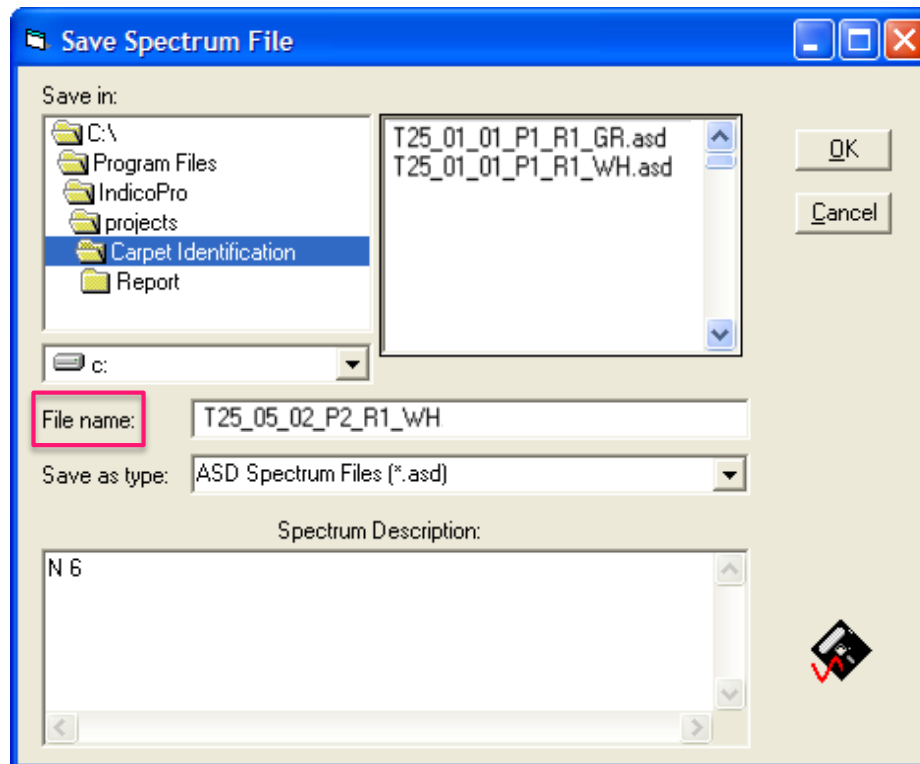 Save Spectrum File
Save in:
C:\
Program Files
IndicoPro
projects
Carpet Identification
Report
T25_01_01_P1_R1_GR.asd
T25_01_01_P1_R1_WH.asd
OK
Cancel
c:
File name:
T25_05_02_P2_R1_WH
Save as type:
ASD Spectrum Files (*.asd)
Spectrum Description:
N 6